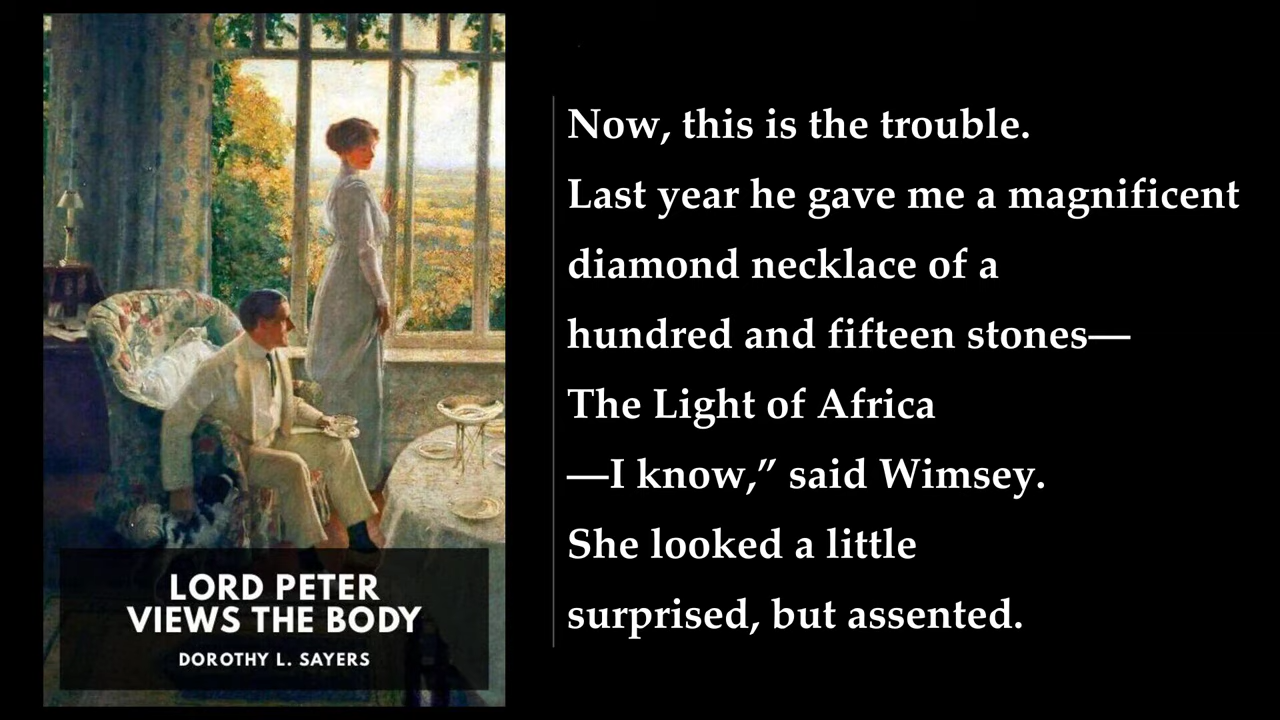 LORD PETER
VIEWS THE BODY
DOROTHY L. SAYERS
Now, this is the trouble.
Last year he gave me a magnificent
diamond necklace of a
hundred and fifteen stones—
The Light of Africa
—I know,” said Wimsey.
She looked a little
surprised, but assented.